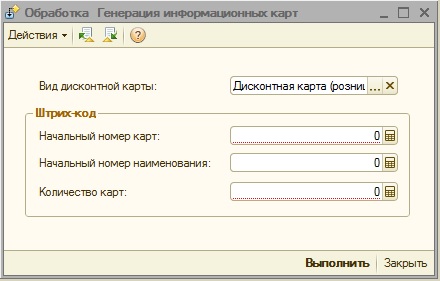 Обработка Генерация информационных карт
Действия
Вид дисконтной карты: Дисконтная карта (розниц ...
Штрих-код
Начальный номер карт: 0
Начальный номер наименования: 0
Количество карт: 0
Выполнить Закрыть